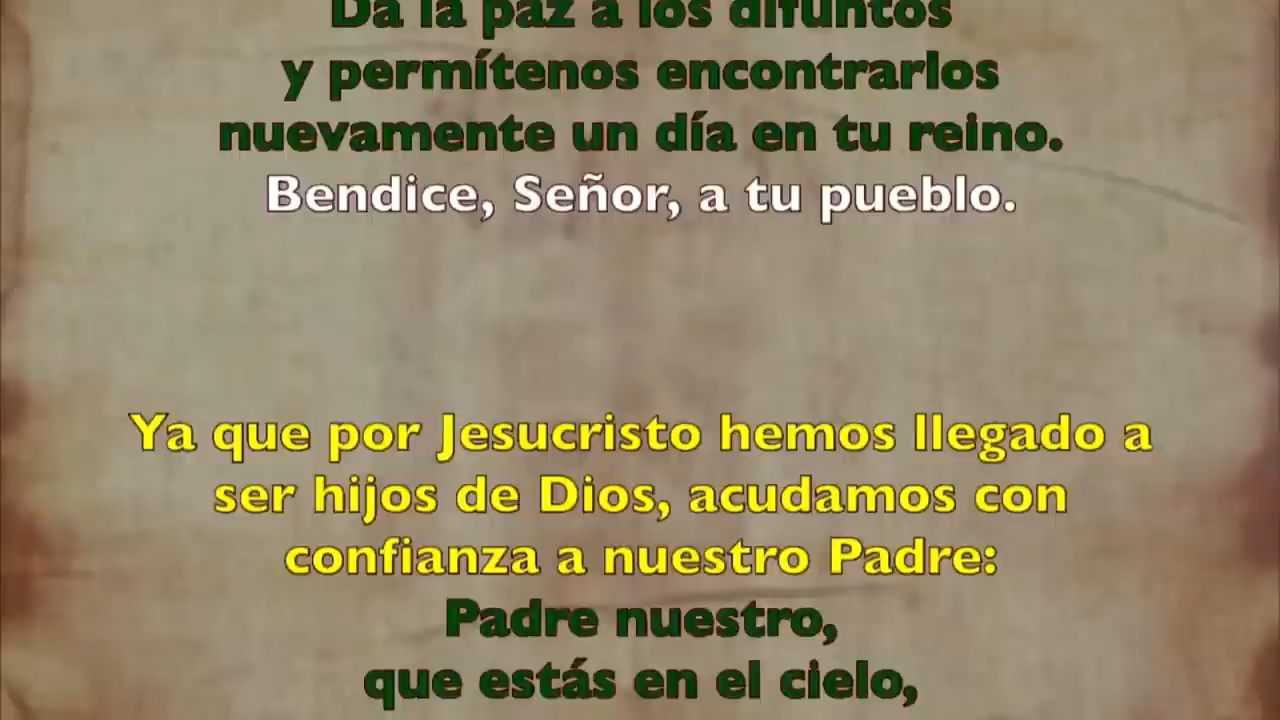 Da la paz a los difuntos
y permítenos encontrarlos
nuevamente un día en tu reino.
Bendice, Señor, a tu pueblo.
Ya que por Jesucristo hemos llegado a
ser hijos de Dios, acudamos con
confianza a nuestro Padre:
Padre nuestro,
que estás en el cielo,